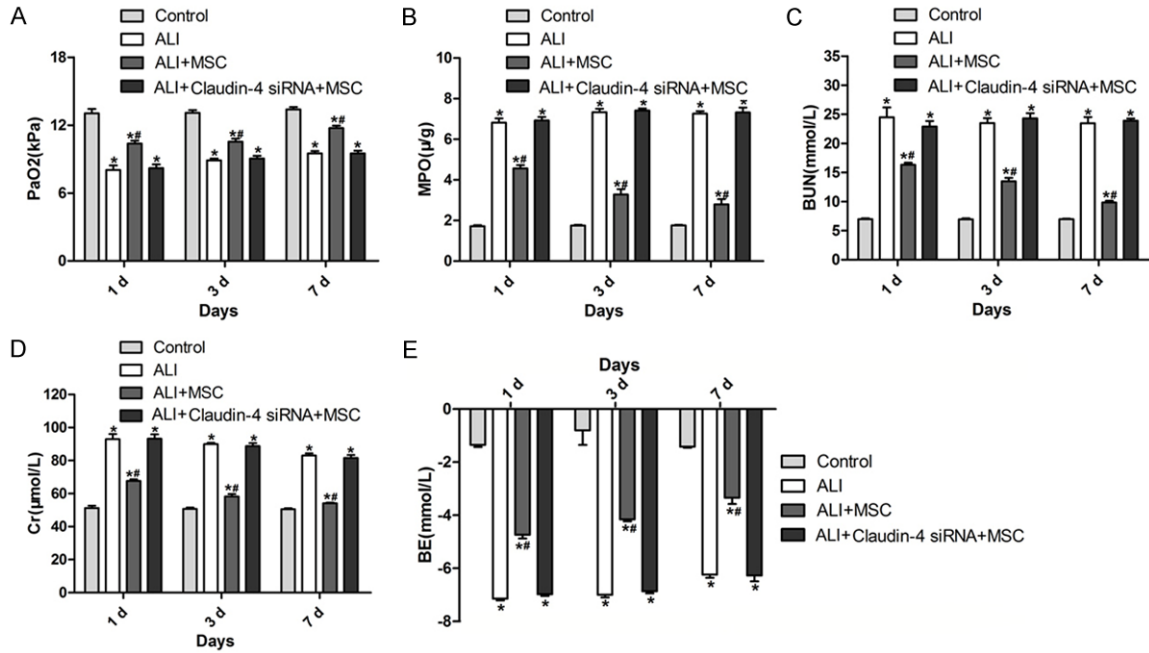 A
Control
ALI
ALI+MSC
ALI+Claudin-4 siRNA+MSC
PaO2(kPa)
18
12
6
0
* *# *
* *# *
* *# *
1 d 3 d 7 d
Days
B
Control
ALI
ALI+MSC
ALI+Claudin-4 siRNA+MSC
MPO(μ/g)
10
8
6
4
2
0
* *# *
* *# *
* *# *
1 d 3 d 7 d
Days
C
Control
ALI
ALI+MSC
ALI+Claudin-4 siRNA+MSC
BUN(mmol/L)
35
30
25
20
15
10
5
0
* *# *
* *# *
* *# *
1 d 3 d 7 d
Days
D
Control
ALI
ALI+MSC
ALI+Claudin-4 siRNA+MSC
Cr(μmol/L)
120
100
80
60
40
20
0
* *# *
* *# *
* *# *
1 d 3 d 7 d
Days
E
Days
1 d 3 d 7 d
BE(mmol/L)
0
-2
-4
-6
-8
* *# *
* *# *
* *# *
Control
ALI
ALI+MSC
ALI+Claudin-4 siRNA+MSC